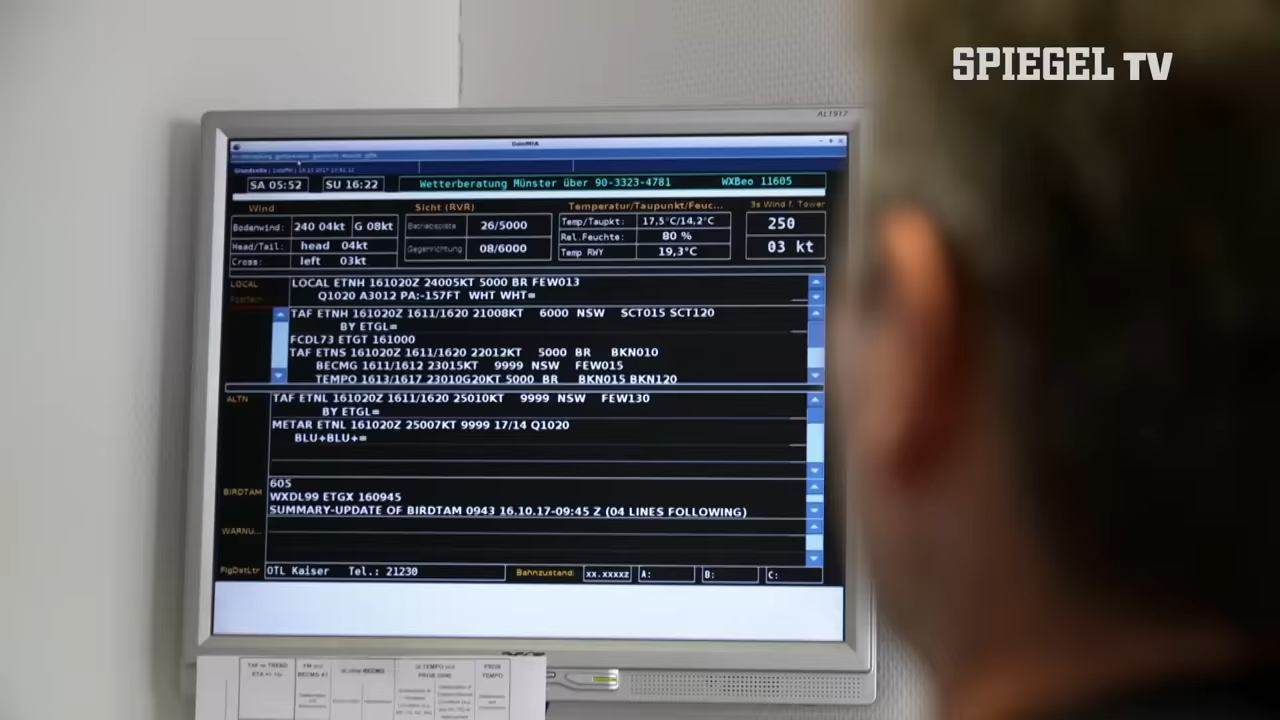 SPIEGEL TV
AL1917
SA 05:52 SU 16:22 Wetterberatung Münster über 90-3323-4781 WXBeo 11605
Wind Sicht (RVR) Temperatur/Taupunkt/Feuc... 3s Wind f. Tower
Bodenwind: 240 04kt G 08kt Betriebspiste 26/5000 Temp/Taupkt: 17,5°C/14,2°C 250
Head/Tail: head 04kt Gegenrichtung 08/6000 Rel.Feuchte: 80 % 03 kt
Cross: left 03kt Temp RWY 19,3°C
LOCAL LOCAL ETNH 161020Z 24005KT 5000 BR FEW013
Q1020 A3012 PA:-157FT WHT WHT=
TAF ETNH 161020Z 1611/1620 21008KT 6000 NSW SCT015 SCT120
BY ETGL=
FCDL73 ETGT 161000
TAF ETNS 161020Z 1611/1620 22012KT 5000 BR BKN010
BECMG 1611/1612 23015KT 9999 NSW FEW015
TEMPO 1613/1617 23010G20KT 5000 BR BKN015 BKN120
ALTN TAF ETNL 161020Z 1611/1620 25010KT 9999 NSW FEW130
BY ETGL=
METAR ETNL 161020Z 25007KT 9999 17/14 Q1020
BLU+BLU+=
605
BIRDTAM WXDL99 ETGX 160945
SUMMARY-UPDATE OF BIRDTAM 0943 16.10.17-09:45 Z (04 LINES FOLLOWING)
WARNU...
FlgDstLtr OTL Kaiser Tel.: 21230 Bahnzustand: xx.xxxxz A: B: C:
TAF or TREND
TEMPO